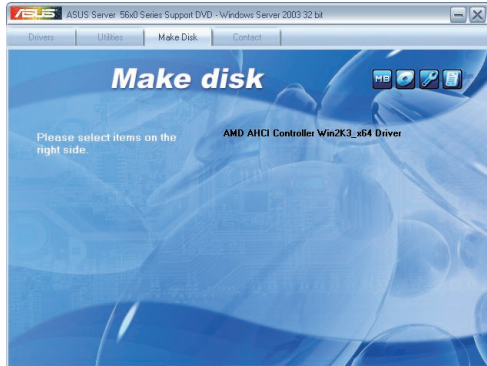 ASUS ASUS Server 56x0 Series Support DVD - Windows Server 2003 32 bit
Drivers Utilities Make Disk Contact
Make disk
MB
Please select items on the
right side.
AMD AHCI Controller Win2K3_x64 Driver